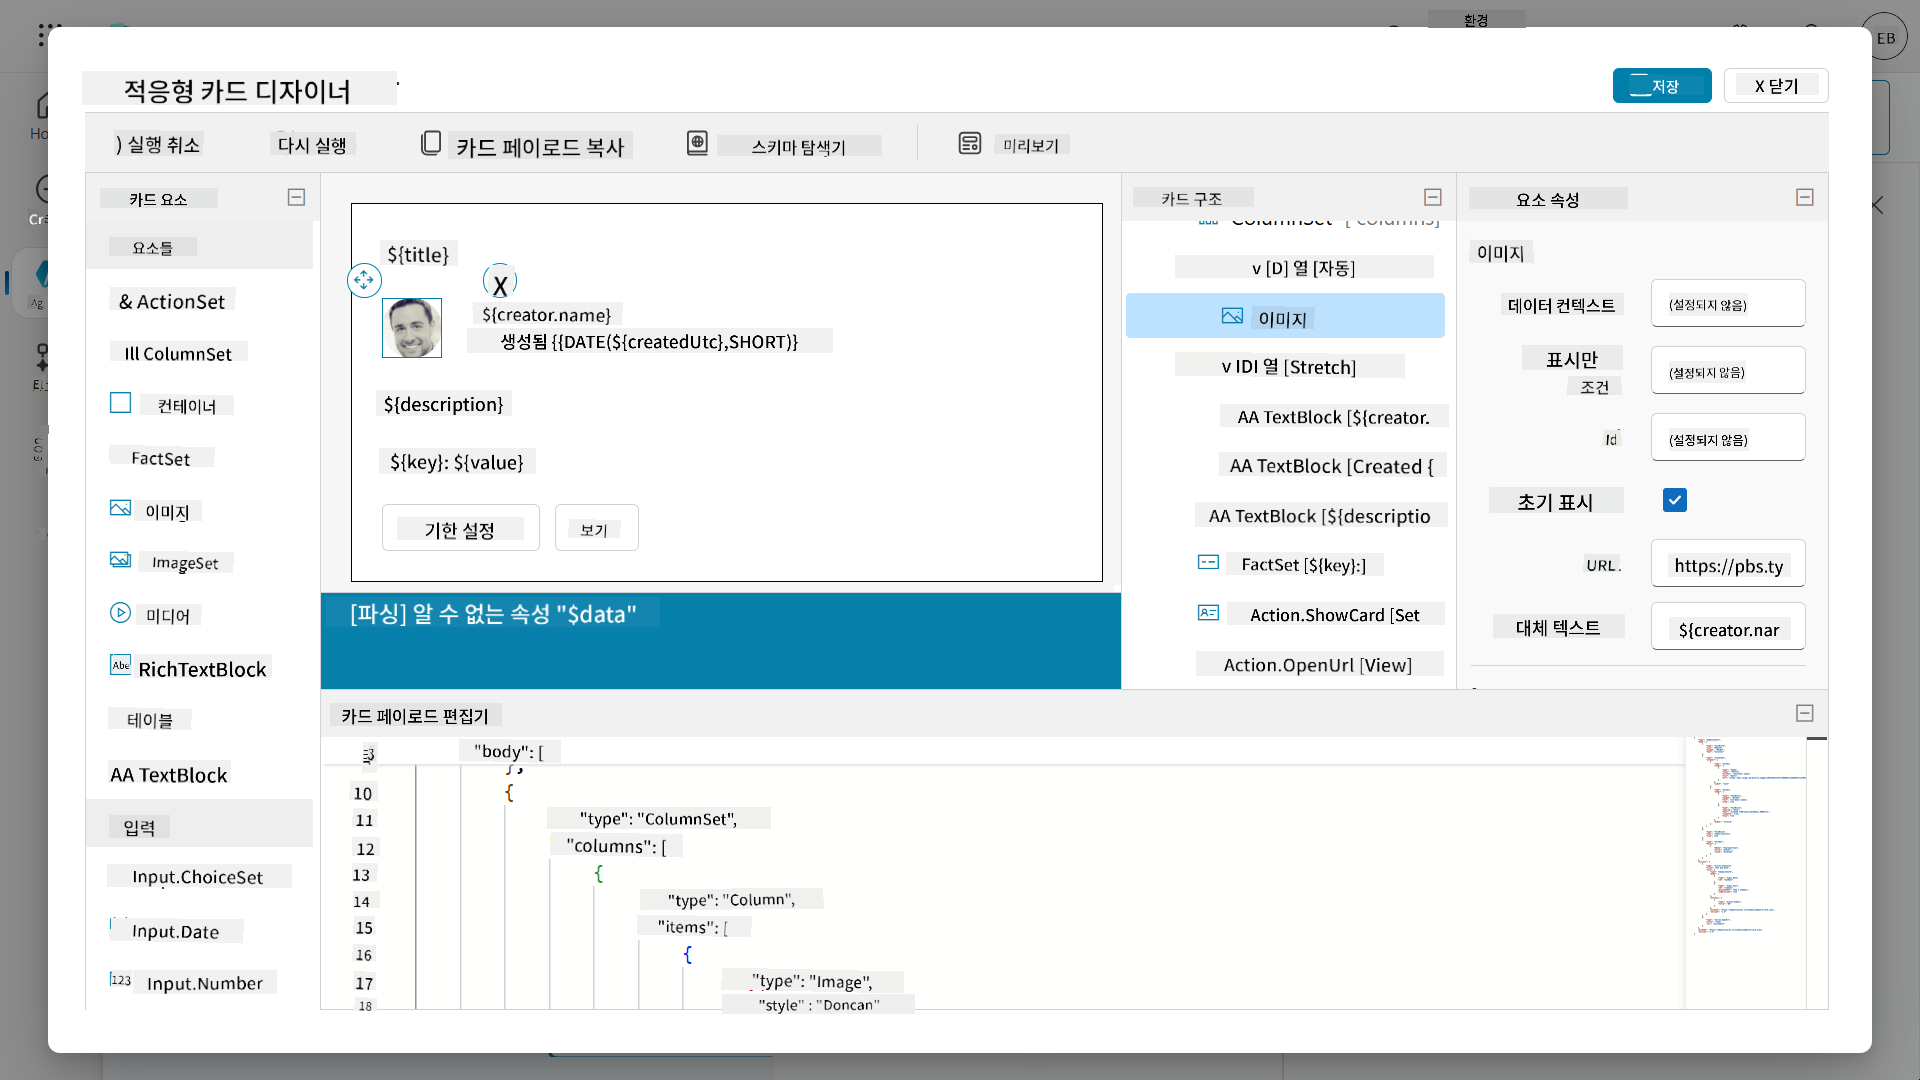 환경
EB
적응형 카드 디자이너
저장
X 닫기
) 실행 취소
다시 실행
카드 페이로드 복사
스키마 탐색기
미리보기
카드 요소
요소들
& ActionSet
Ill ColumnSet
컨테이너
FactSet
이미지
ImageSet
미디어
Abc
RichTextBlock
테이블
AA TextBlock
입력
Input.ChoiceSet
Input.Date
123
Input.Number
${title}
X
${creator.name}
생성됨 {{DATE(${createdUtc},SHORT)}
${description}
${key}: ${value}
기한 설정
보기
[파싱] 알 수 없는 속성 "$data"
카드 구조
ColumnSet [ columns]
v [D] 열 [자동]
이미지
v IDI 열 [Stretch]
AA TextBlock [${creator.
AA TextBlock [Created {
AA TextBlock [${descriptio
FactSet [${key}:]
Action.ShowCard [Set
Action.OpenUrl [View]
요소 속성
이미지
데이터 컨텍스트
(설정되지 않음)
표시만
조건
(설정되지 않음)
Id
(설정되지 않음)
초기 표시
URL.
https://pbs.ty
대체 텍스트
${creator.nar
카드 페이로드 편집기
"body": [
},
10
{
11
"type": "ColumnSet",
12
"columns": [
13
{
14
"type": "Column",
15
"items": [
16
{
17
"type": "Image",
18
"style" : "Doncan"